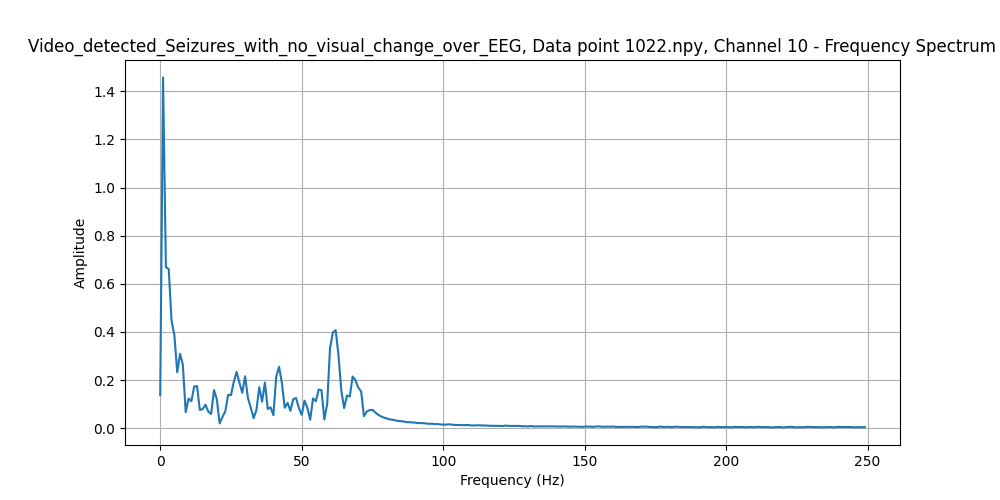 Video_detected_Seizures_with_no_visual_change_over_EEG, Data point 1022.npy, Channel 10 - Frequency Spectrum
1.4
1.2
1.0
0.8
0.6
0.4
0.2
0.0
Amplitude
0 50 100 150 200 250
Frequency (Hz)